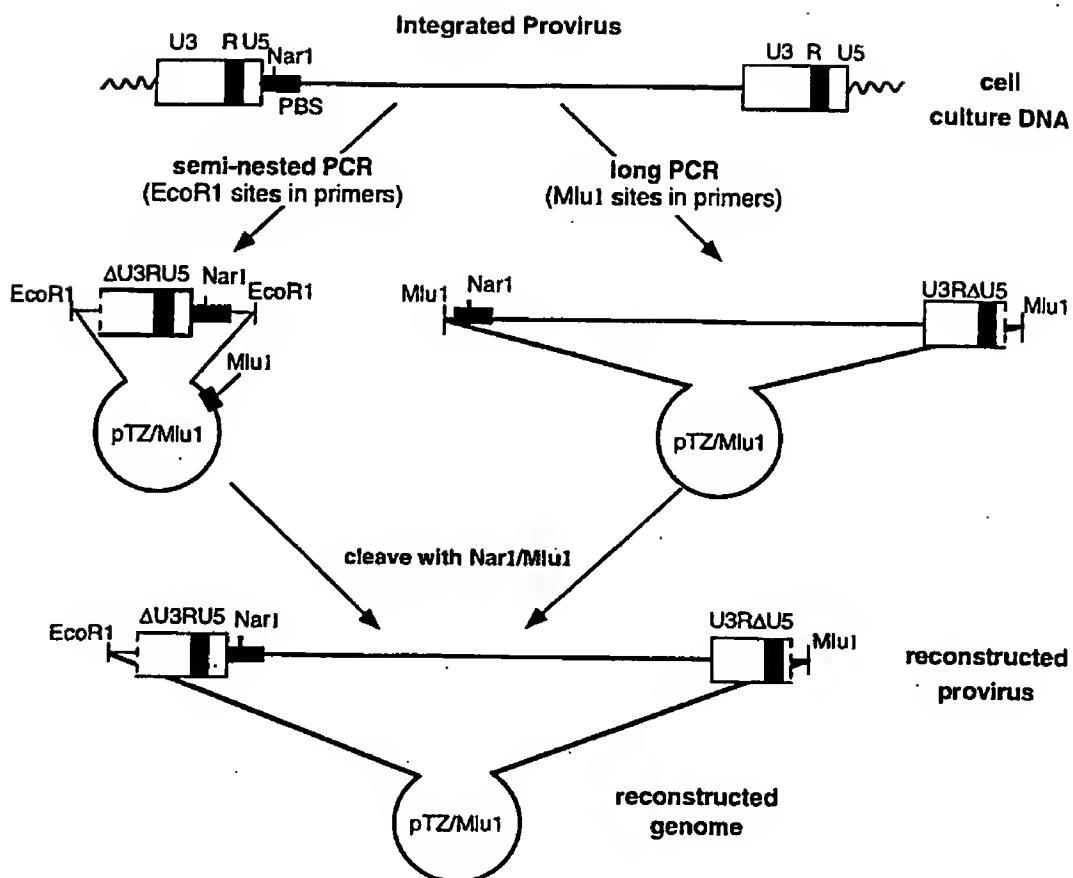 Integrated Provirus
U3 R U5
Nar1
PBS
U3 R U5
cell
culture DNA
semi-nested PCR
(EcoR1 sites in primers)
long PCR
(Mlu1 sites in primers)
ΔU3RU5
EcoR1
Nar1
EcoR1
Mlu1
pTZ/Mlu1
Mlu1
Nar1
U3RΔU5
Mlu1
pTZ/Mlu1
cleave with Nar1/Mlu1
EcoR1
ΔU3RU5
Nar1
U3RΔU5
Mlu1
reconstructed
provirus
pTZ/Mlu1
reconstructed
genome